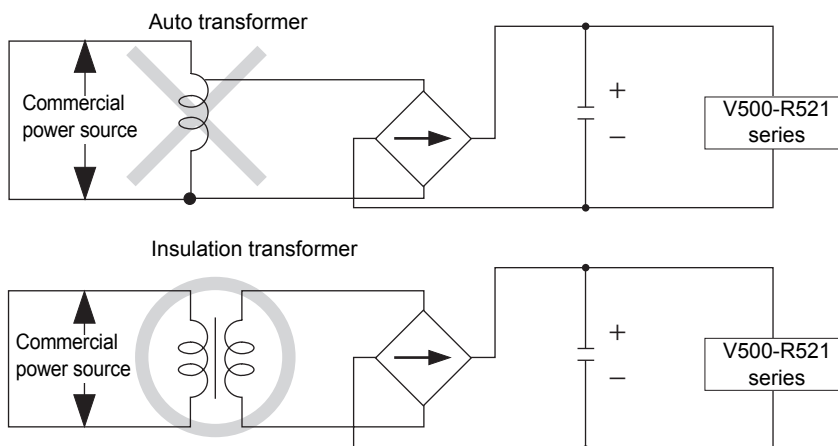 Auto transformer
Commercial
power source
+
−
V500-R521
series
Insulation transformer
Commercial
power source
+
−
V500-R521
series